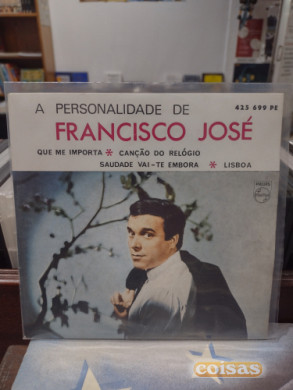 A PERSONALIDADE DE
425 699 PE
FRANCISCO JOSÉ
QUE ME IMPORTA * CANÇÃO DO RELÓGIO
SAUDADE VAI-TE EMBORA * LISBOA
PHILIPS
coisas